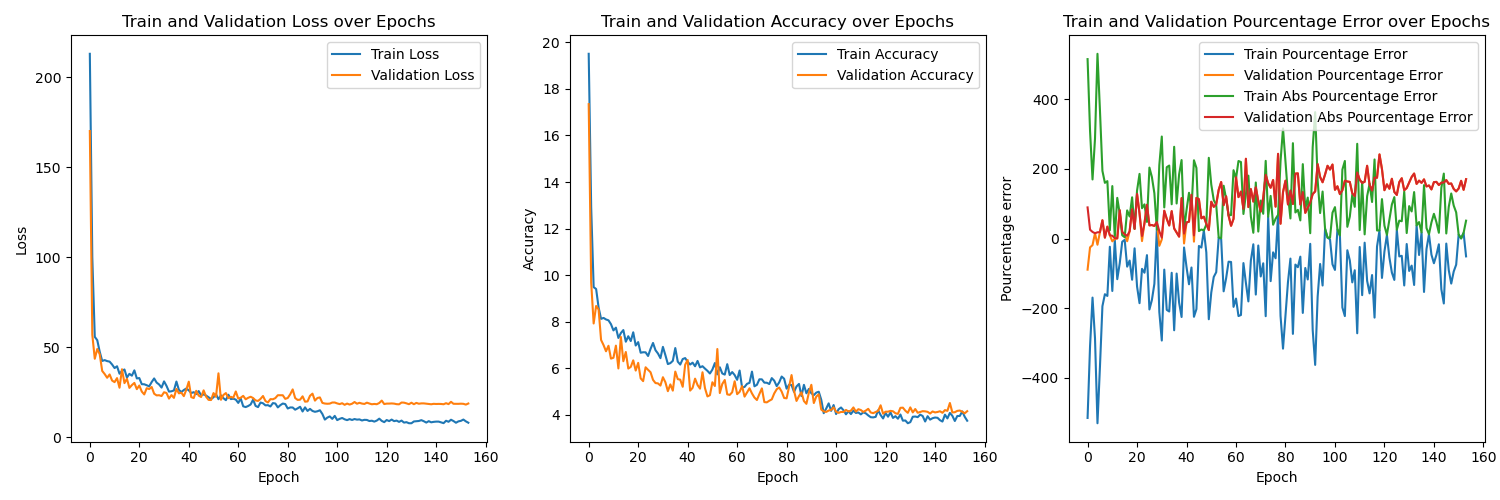 Train and Validation Loss over Epochs
Train Loss
Validation Loss
Loss
200
150
100
50
0
0 20 40 60 80 100 120 140 160
Epoch
Train and Validation Accuracy over Epochs
Train Accuracy
Validation Accuracy
Accuracy
20
18
16
14
12
10
8
6
4
0 20 40 60 80 100 120 140 160
Epoch
Train and Validation Pourcentage Error over Epochs
Train Pourcentage Error
Validation Pourcentage Error
Train Abs Pourcentage Error
Validation Abs Pourcentage Error
Pourcentage error
400
200
0
−200
−400
0 20 40 60 80 100 120 140 160
Epoch